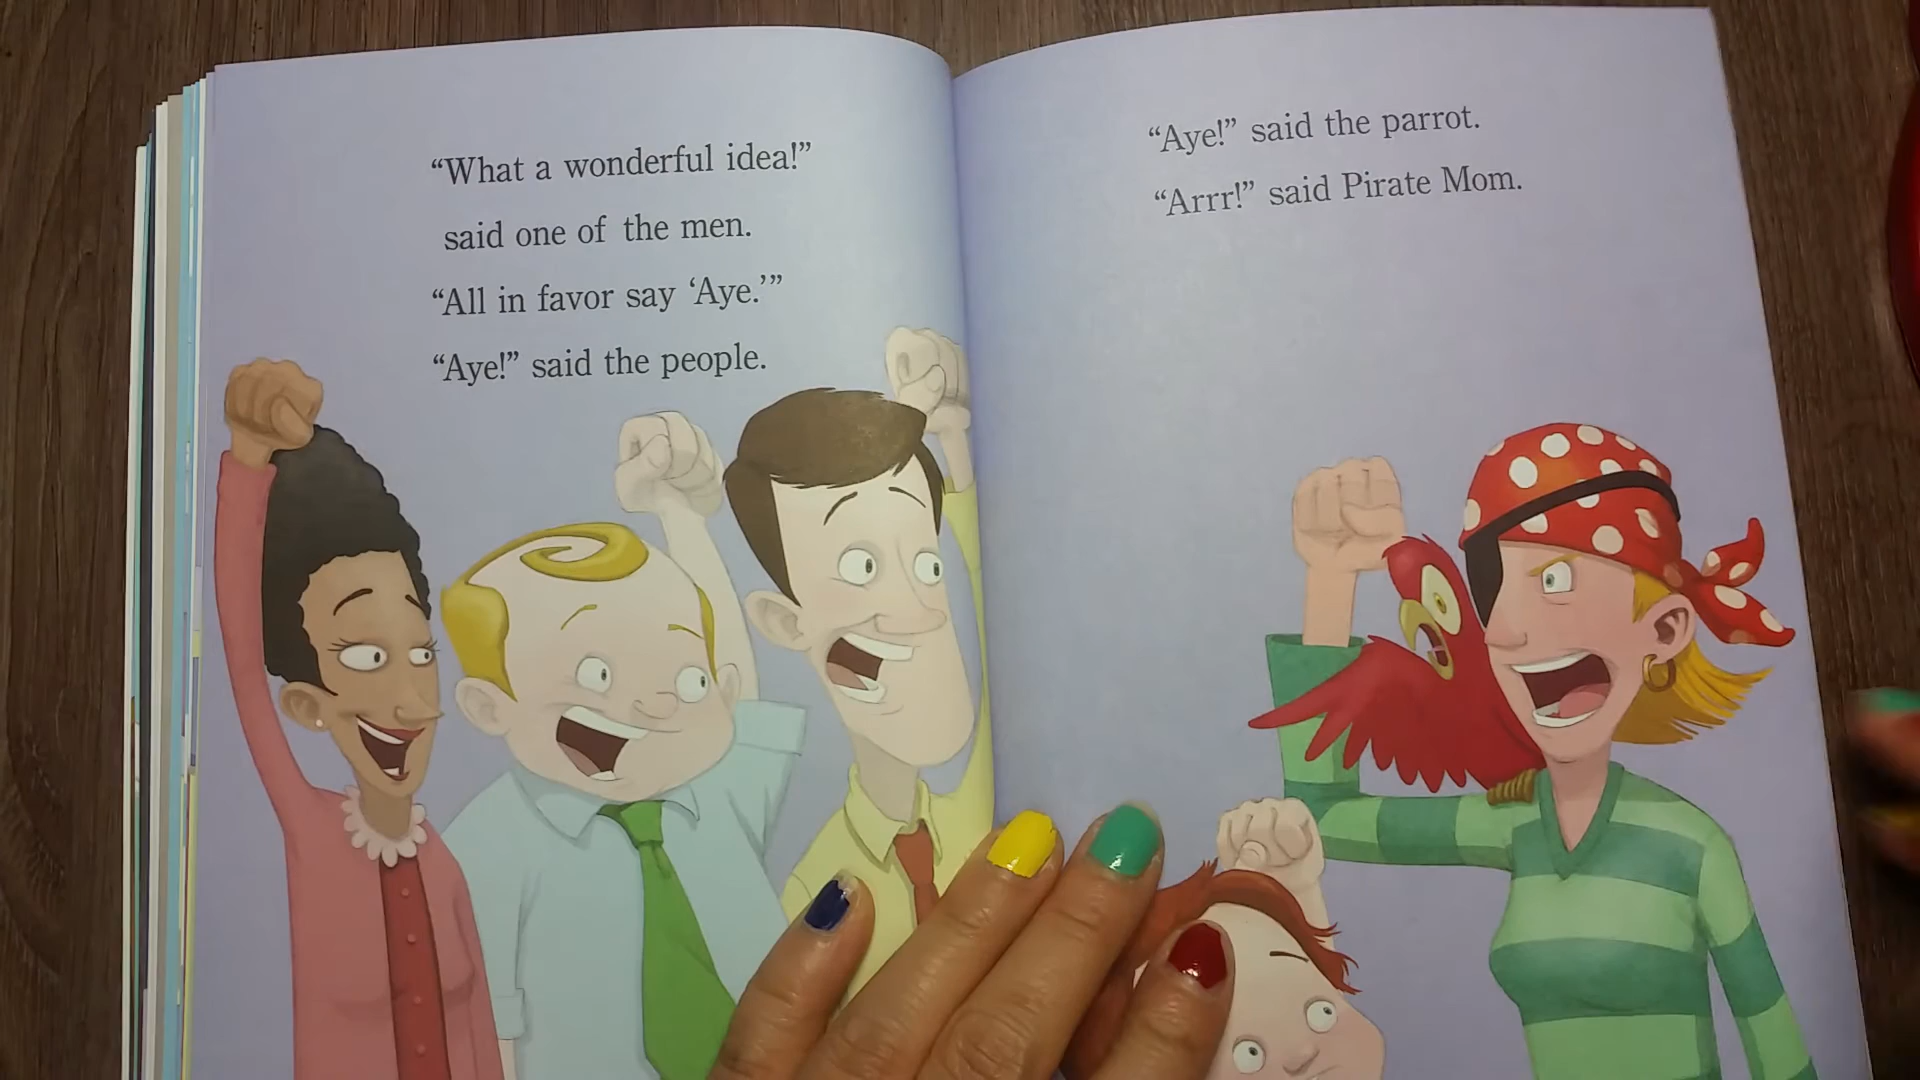 “What a wonderful idea!”
said one of the men.
“All in favor say ‘Aye.’”
“Aye!” said the people.
“Aye!” said the parrot.
“Arrr!” said Pirate Mom.